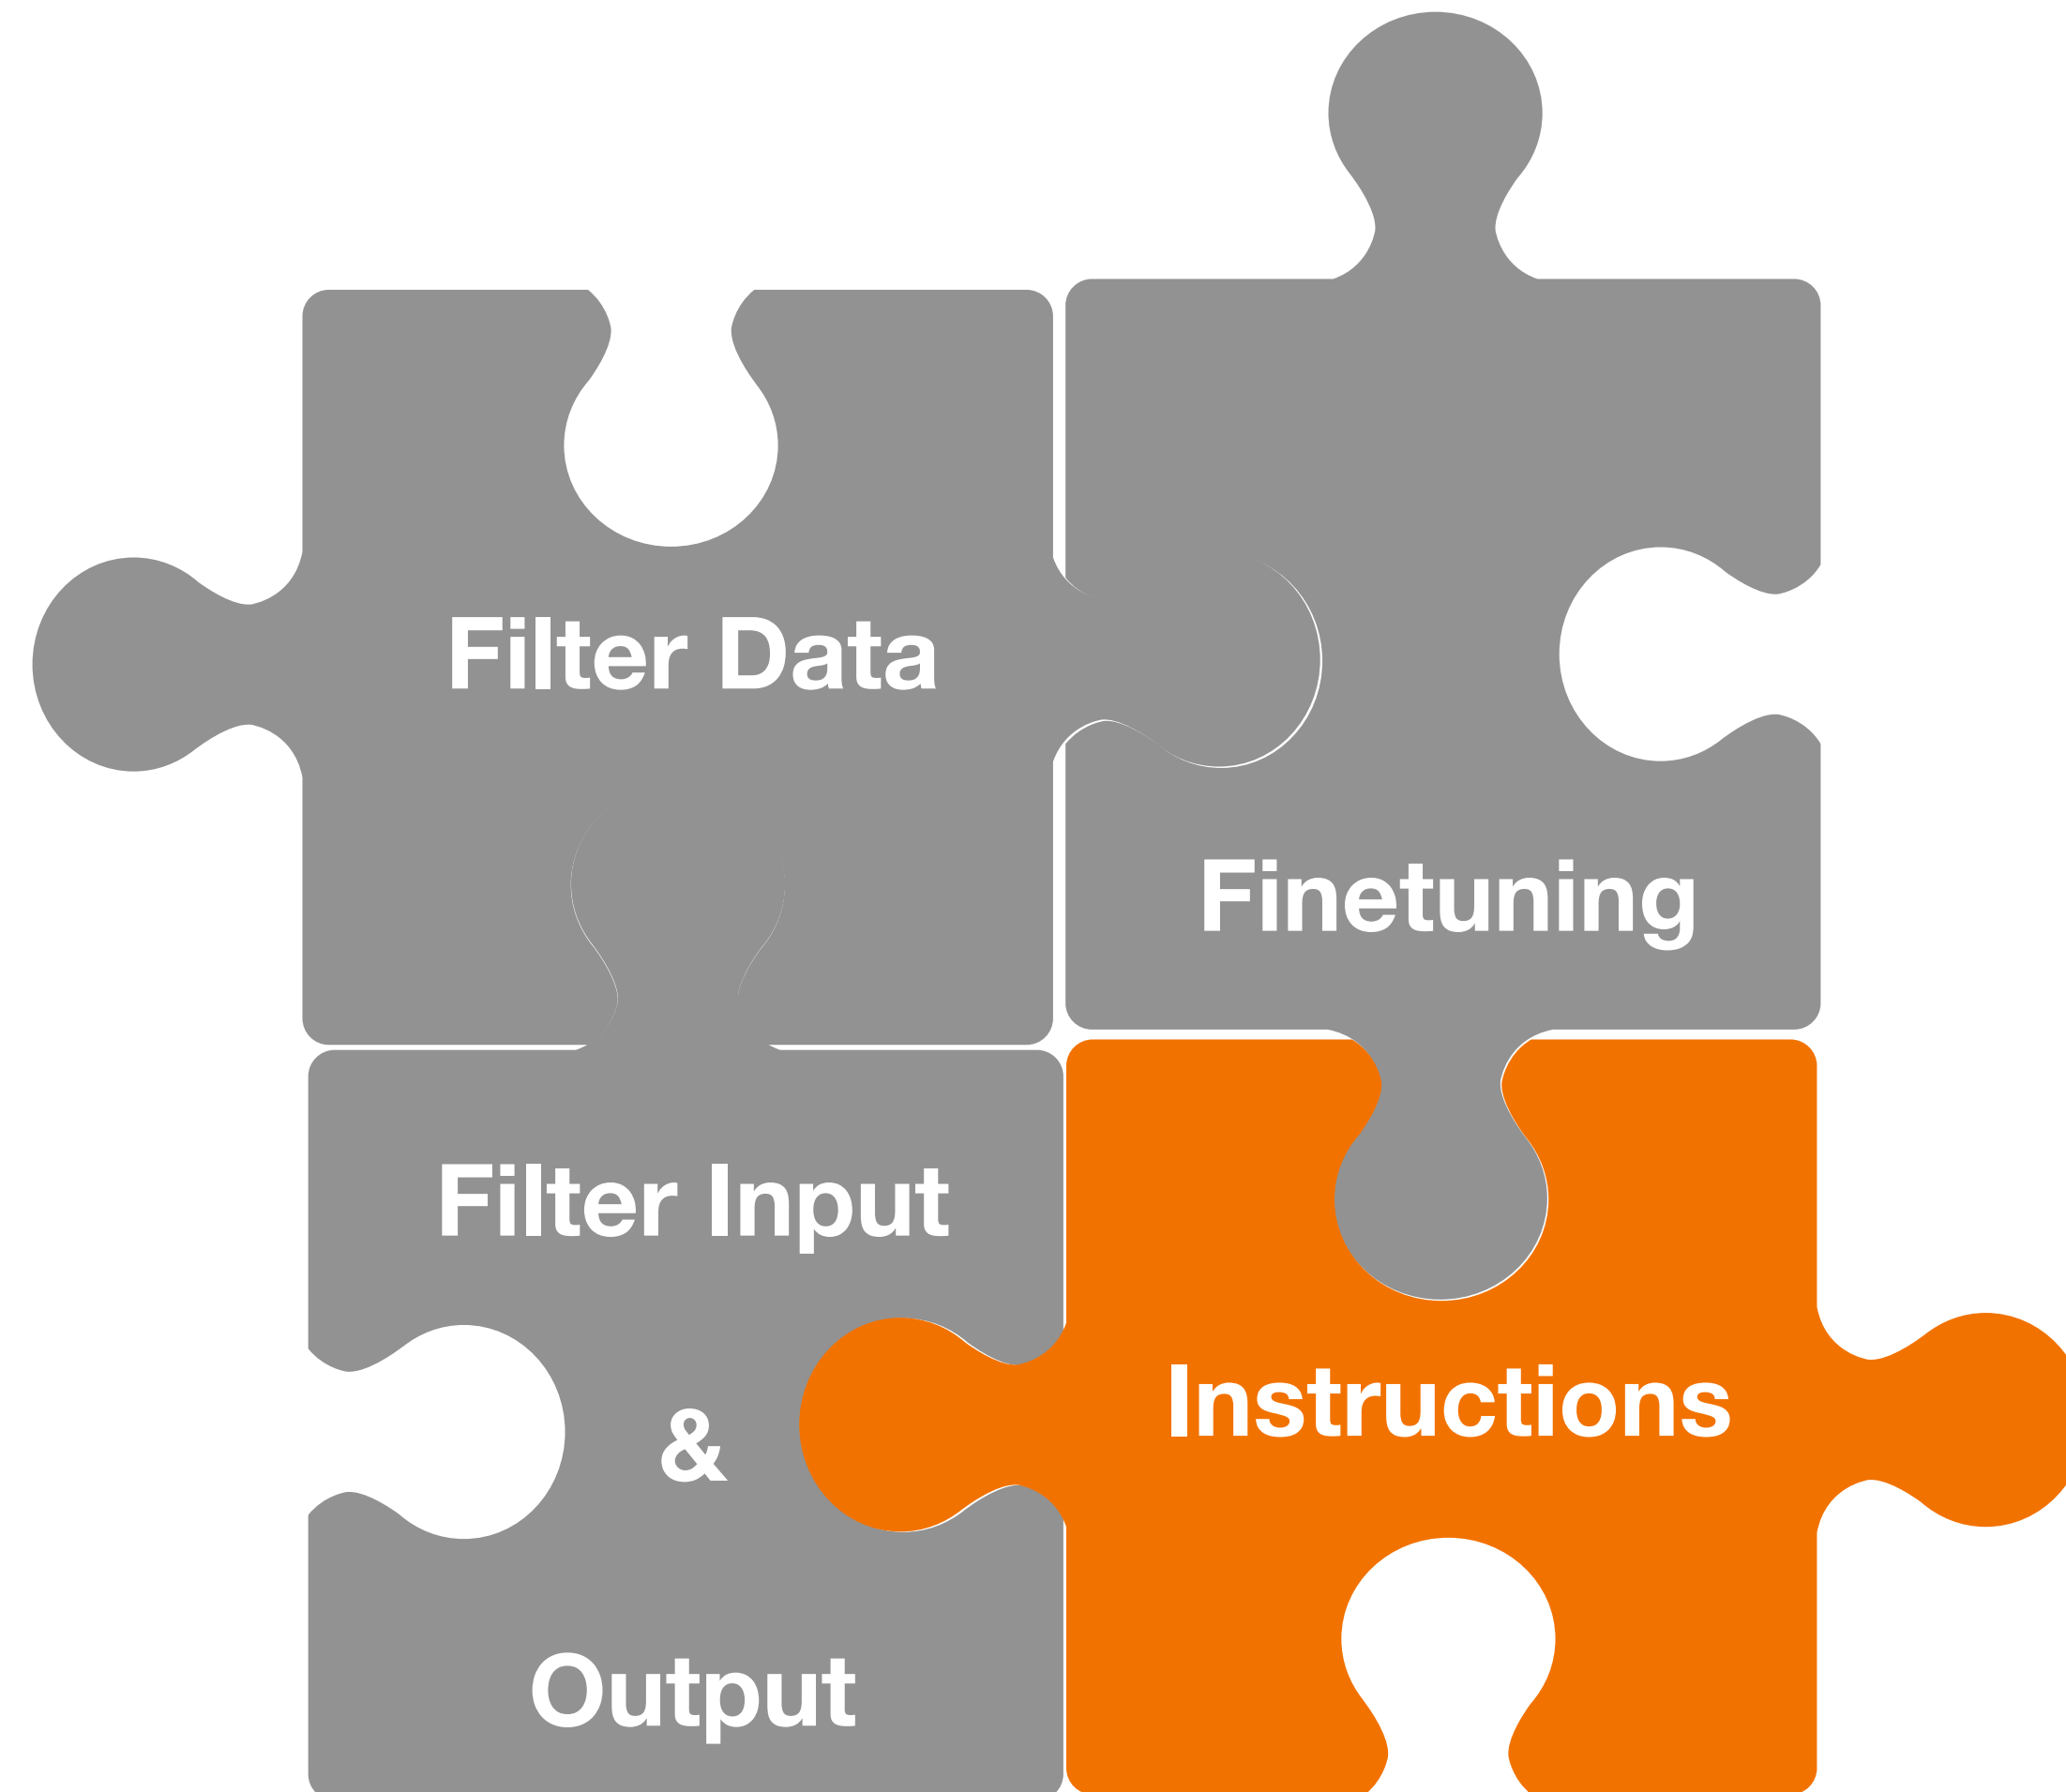 Filter Data
Finetuning
Filter Input
&
Output
Instructions